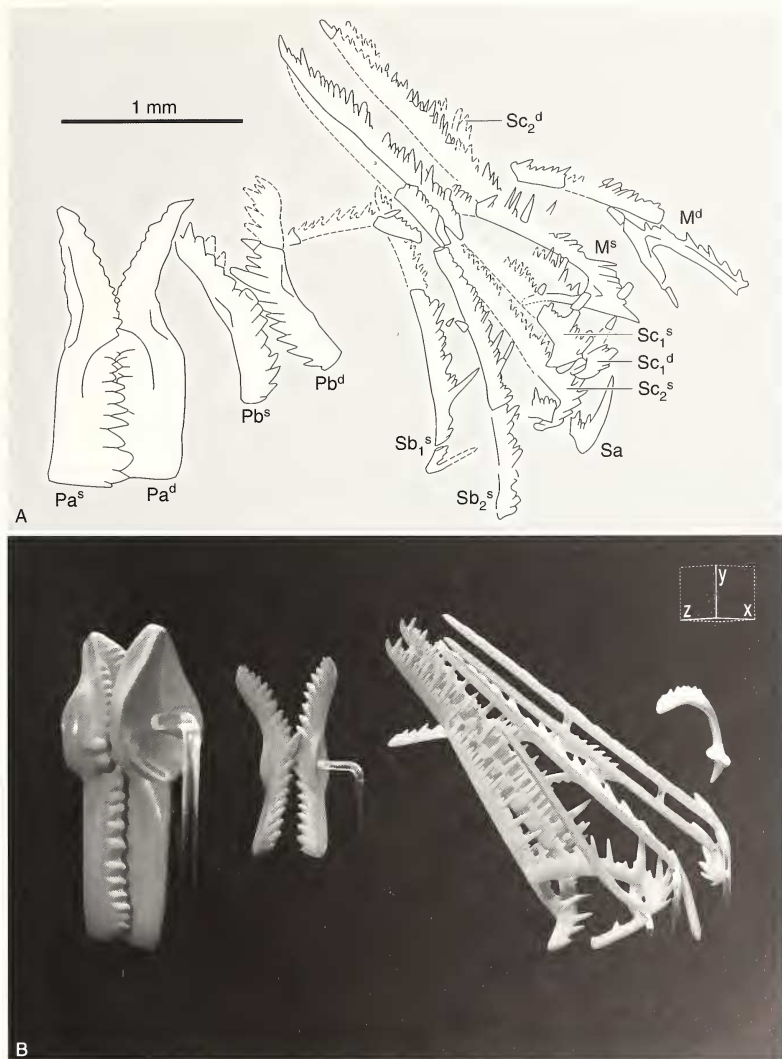 1 mm
Sc₂ᵈ
Mᵈ
Mˢ
Sc₁ˢ
Sc₁ᵈ
Sc₂ˢ
Sa
Pbᵈ
Pbˢ
Sb₁ˢ
Sb₂ˢ
Paˢ
Paᵈ
A
y
z
x
B